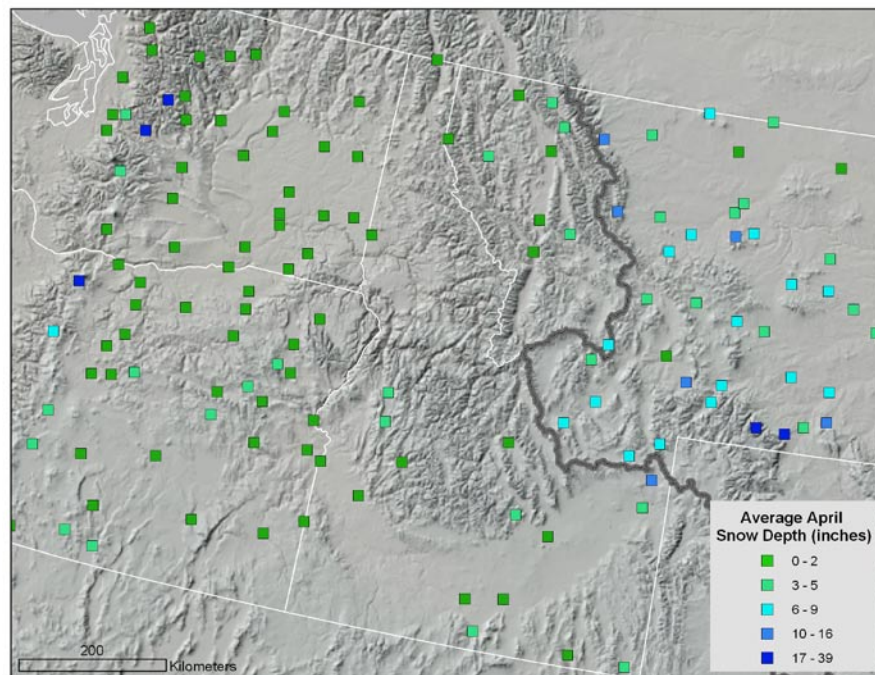 Average April
Snow Depth (inches)
0 - 2
3 - 5
6 - 9
10 - 16
17 - 39
200
Kilometers